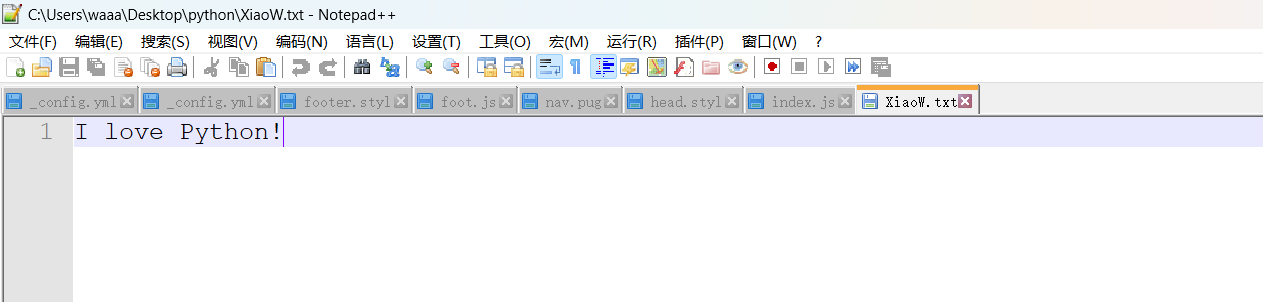 C:\Users\waaa\Desktop\python\XiaoW.txt - Notepad++
文件(F) 编辑(E) 搜索(S) 视图(V) 编码(N) 语言(L) 设置(T) 工具(O) 宏(M) 运行(R) 插件(P) 窗口(W) ?
_config.yml _config.yml footer.styl foot.js nav.pug head.styl index.js XiaoW.txt
1 I love Python!